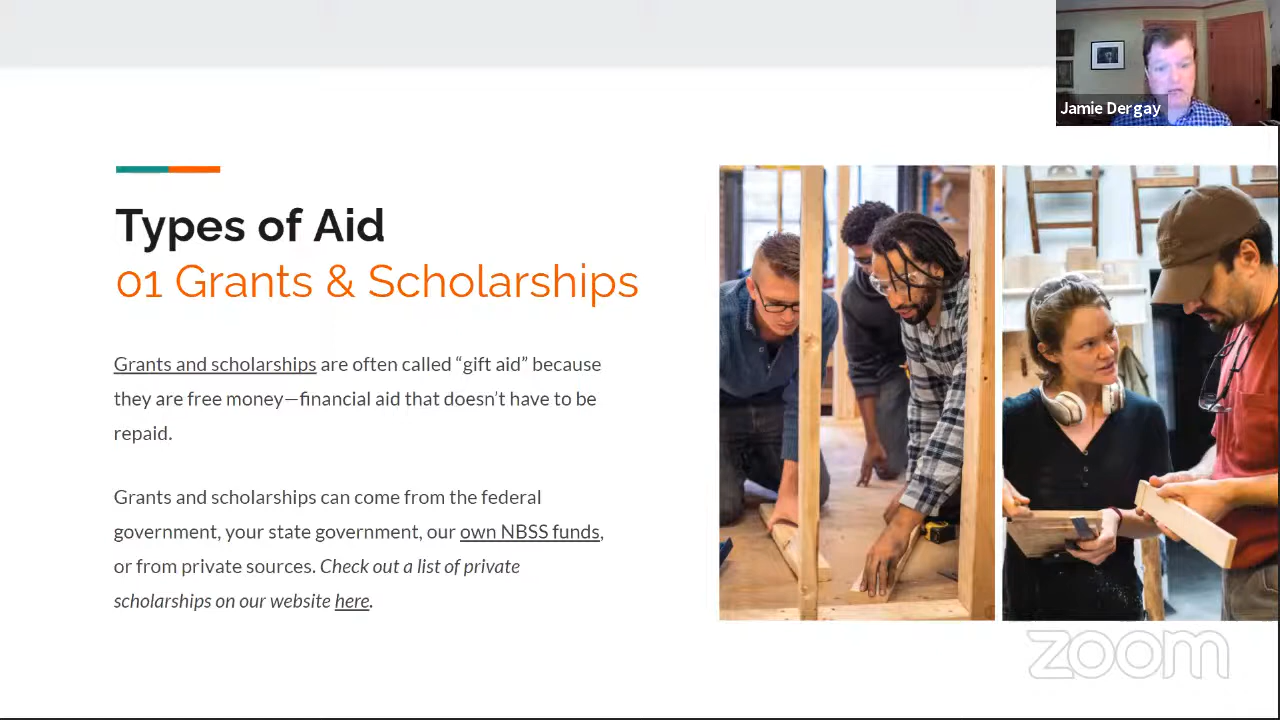 Jamie Dergay
Types of Aid
01 Grants & Scholarships
Grants and scholarships are often called “gift aid” because
they are free money—financial aid that doesn’t have to be
repaid.
Grants and scholarships can come from the federal
government, your state government, our own NBSS funds,
or from private sources. Check out a list of private
scholarships on our website here.
zoom